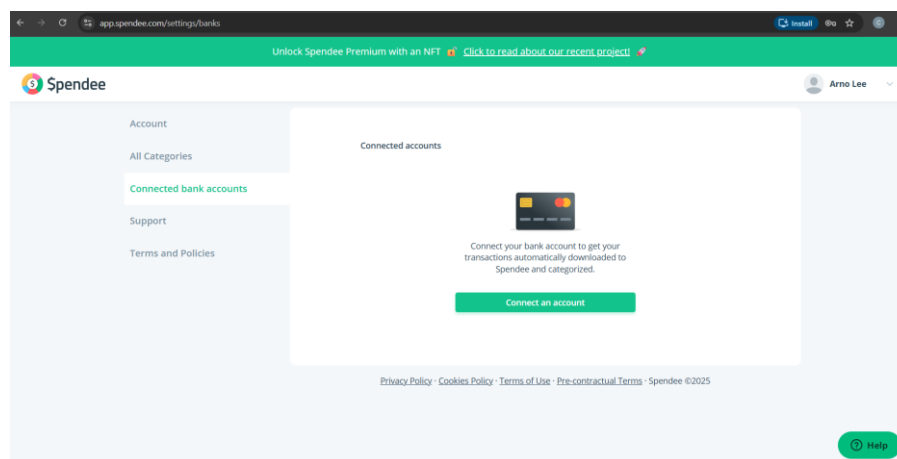 app.spendee.com/settings/banks
Install
C
Unlock Spendee Premium with an NFT 🔓 Click to read about our recent project! 🚀
Spendee
Arno Lee
Account
All Categories
Connected bank accounts
Support
Terms and Policies
Connected accounts
Connect your bank account to get your
transactions automatically downloaded to
Spendee and categorized.
Connect an account
Privacy Policy · Cookies Policy · Terms of Use · Pre-contractual Terms · Spendee ©2025
Help